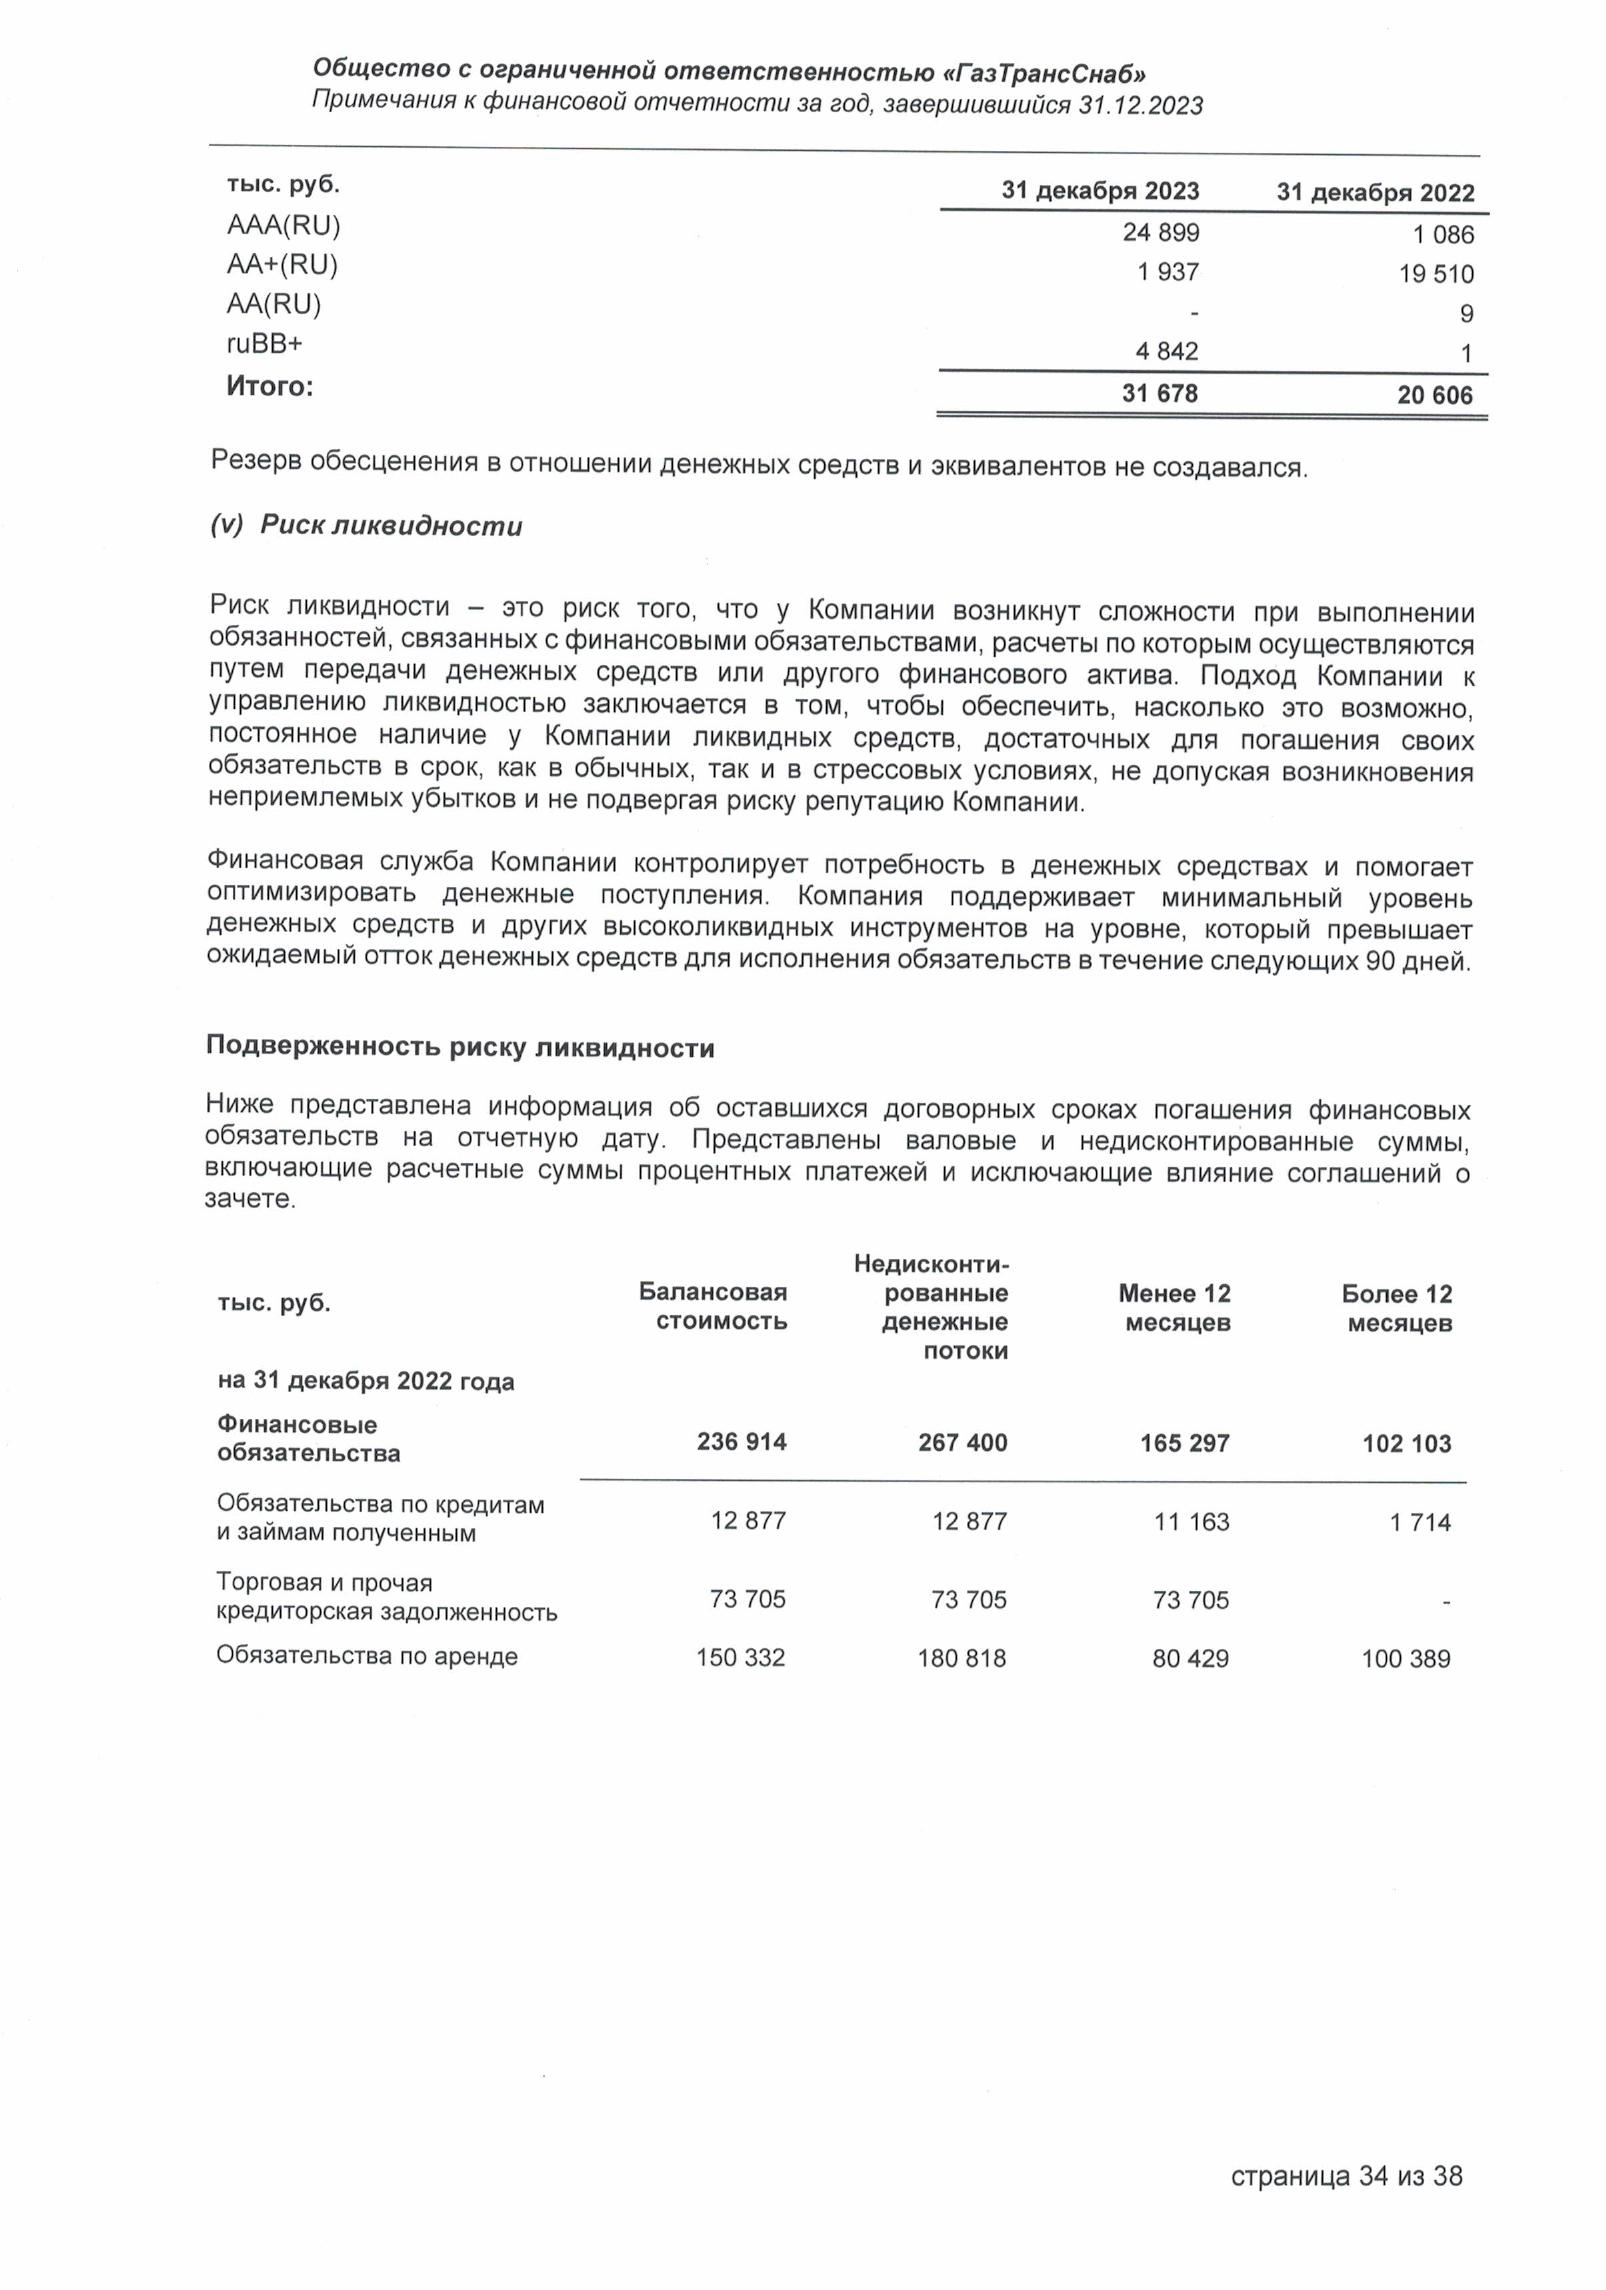 Общество с ограниченной ответственностью «ГазТрансСнаб»
Примечания к финансовой отчетности за год, завершившийся 31.12.2023
тыс. руб. 31 декабря 2023 31 декабря 2022
AAA(RU) 24 899 1 086
AA+(RU) 1 937 19 510
AA(RU) - 9
ruBB+ 4 842 1
Итого: 31 678 20 606
Резерв обесценения в отношении денежных средств и эквивалентов не создавался.
(v) Риск ликвидности
Риск ликвидности – это риск того, что у Компании возникнут сложности при выполнении
обязанностей, связанных с финансовыми обязательствами, расчеты по которым осуществляются
путем передачи денежных средств или другого финансового актива. Подход Компании к
управлению ликвидностью заключается в том, чтобы обеспечить, насколько это возможно,
постоянное наличие у Компании ликвидных средств, достаточных для погашения своих
обязательств в срок, как в обычных, так и в стрессовых условиях, не допуская возникновения
неприемлемых убытков и не подвергая риску репутацию Компании.
Финансовая служба Компании контролирует потребность в денежных средствах и помогает
оптимизировать денежные поступления. Компания поддерживает минимальный уровень
денежных средств и других высоколиквидных инструментов на уровне, который превышает
ожидаемый отток денежных средств для исполнения обязательств в течение следующих 90 дней.
Подверженность риску ликвидности
Ниже представлена информация об оставшихся договорных сроках погашения финансовых
обязательств на отчетную дату. Представлены валовые и недисконтированные суммы,
включающие расчетные суммы процентных платежей и исключающие влияние соглашений о
зачете.
тыс. руб.
Балансовая
стоимость
Недисконти-
рованные
денежные
потоки
Менее 12
месяцев
Более 12
месяцев
на 31 декабря 2022 года
Финансовые
обязательства 236 914 267 400 165 297 102 103
Обязательства по кредитам
и займам полученным 12 877 12 877 11 163 1 714
Торговая и прочая
кредиторская задолженность 73 705 73 705 73 705 -
Обязательства по аренде 150 332 180 818 80 429 100 389
страница 34 из 38